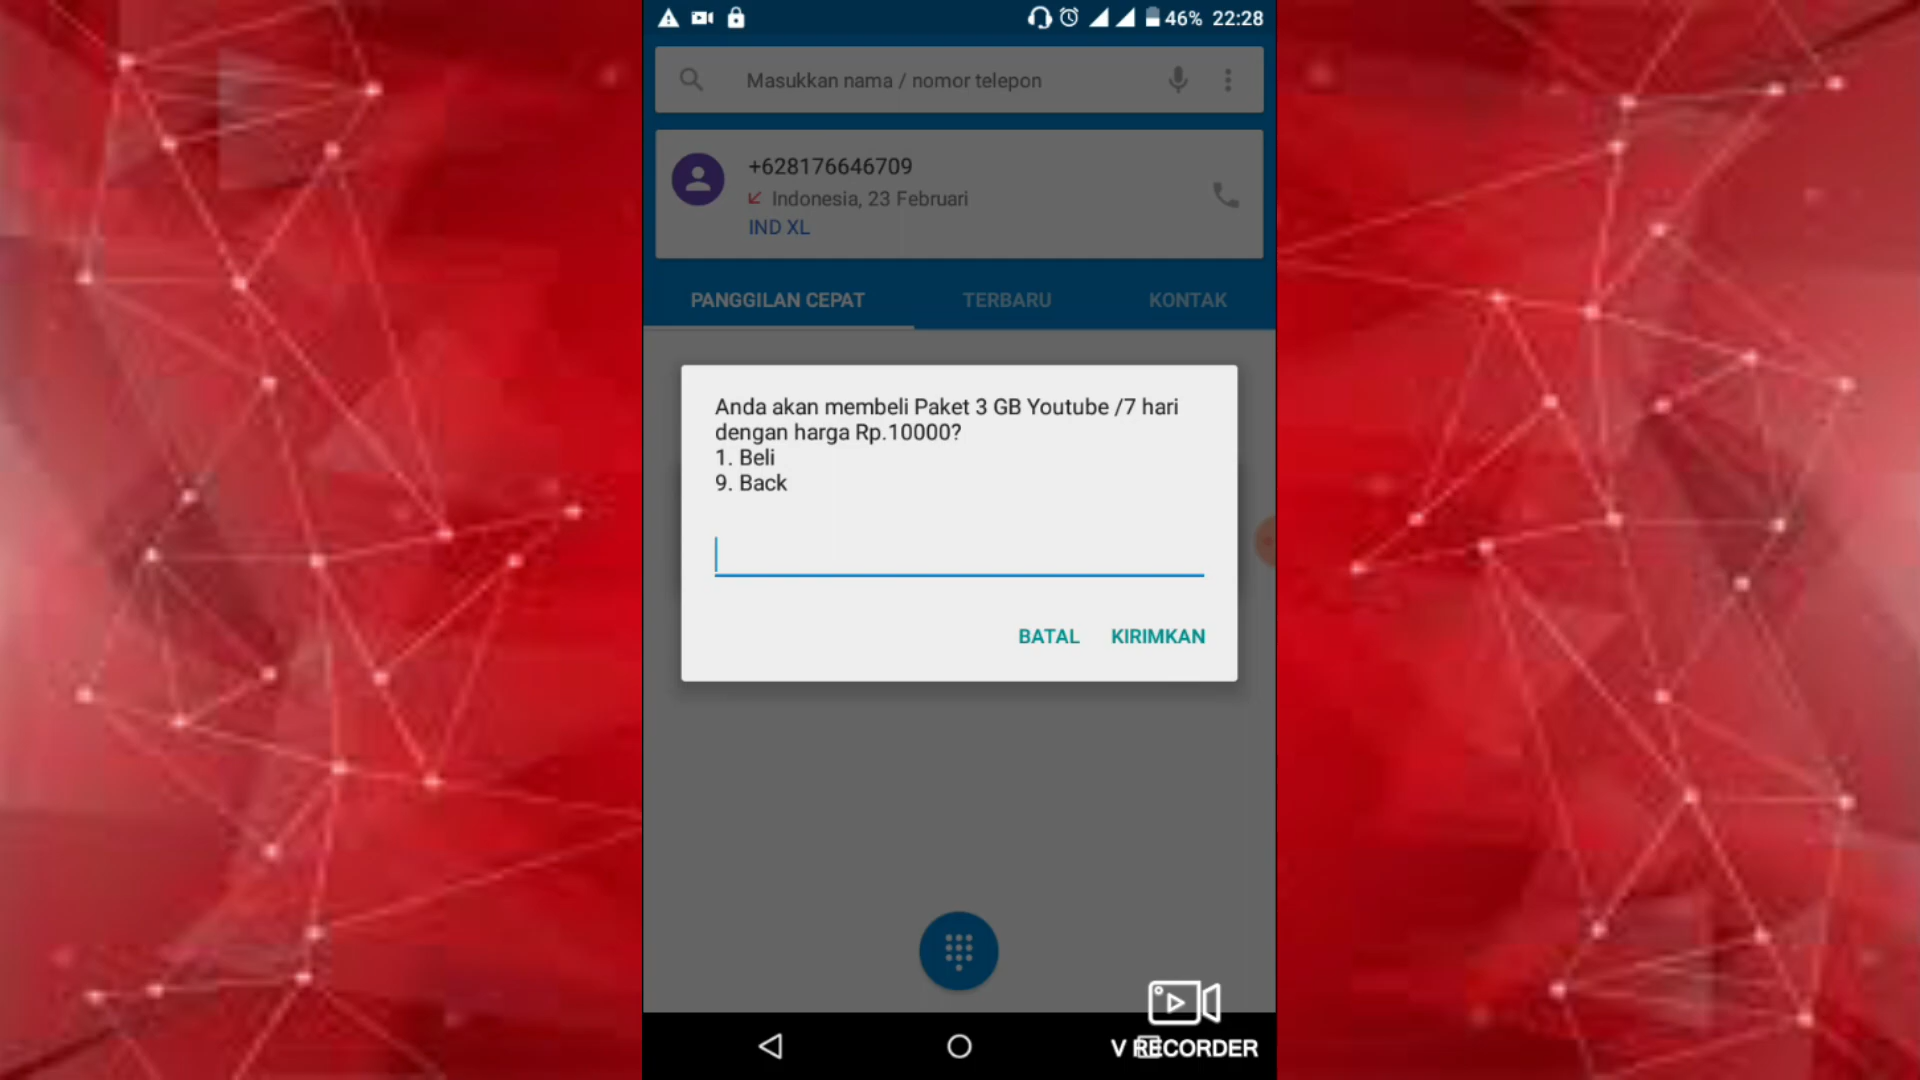 46% 22:28
Masukkan nama / nomor telepon
+628176646709
Indonesia, 23 Februari
IND XL
PANGGILAN CEPAT TERBARU KONTAK
Anda akan membeli Paket 3 GB Youtube /7 hari
dengan harga Rp.10000?
1. Beli
9. Back
BATAL KIRIMKAN
V RECORDER